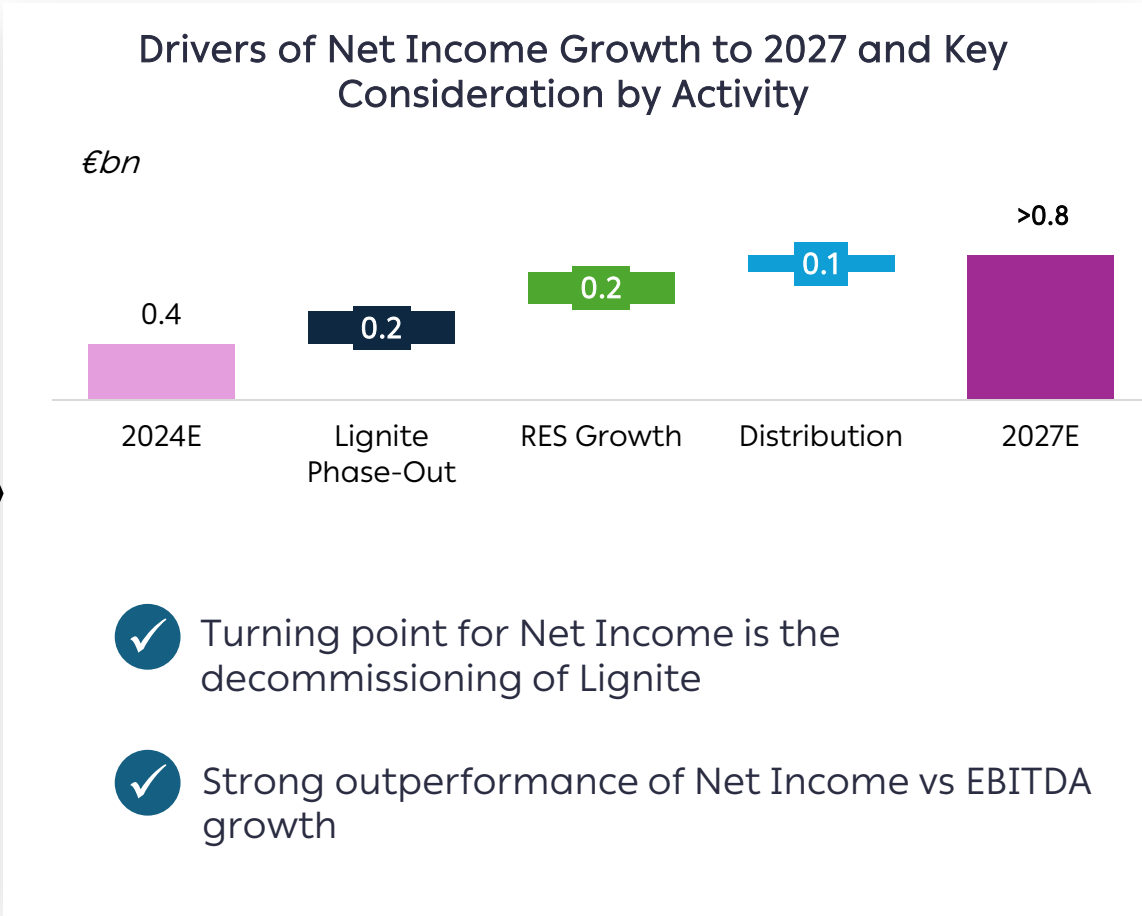 Drivers of Net Income Growth to 2027 and Key
Consideration by Activity
€bn
>0.8
0.1
0.2
0.4
0.2
2024E
Lignite
Phase-Out
RES Growth
Distribution
2027E
Turning point for Net Income is the
decommissioning of Lignite
Strong outperformance of Net Income vs EBITDA
growth